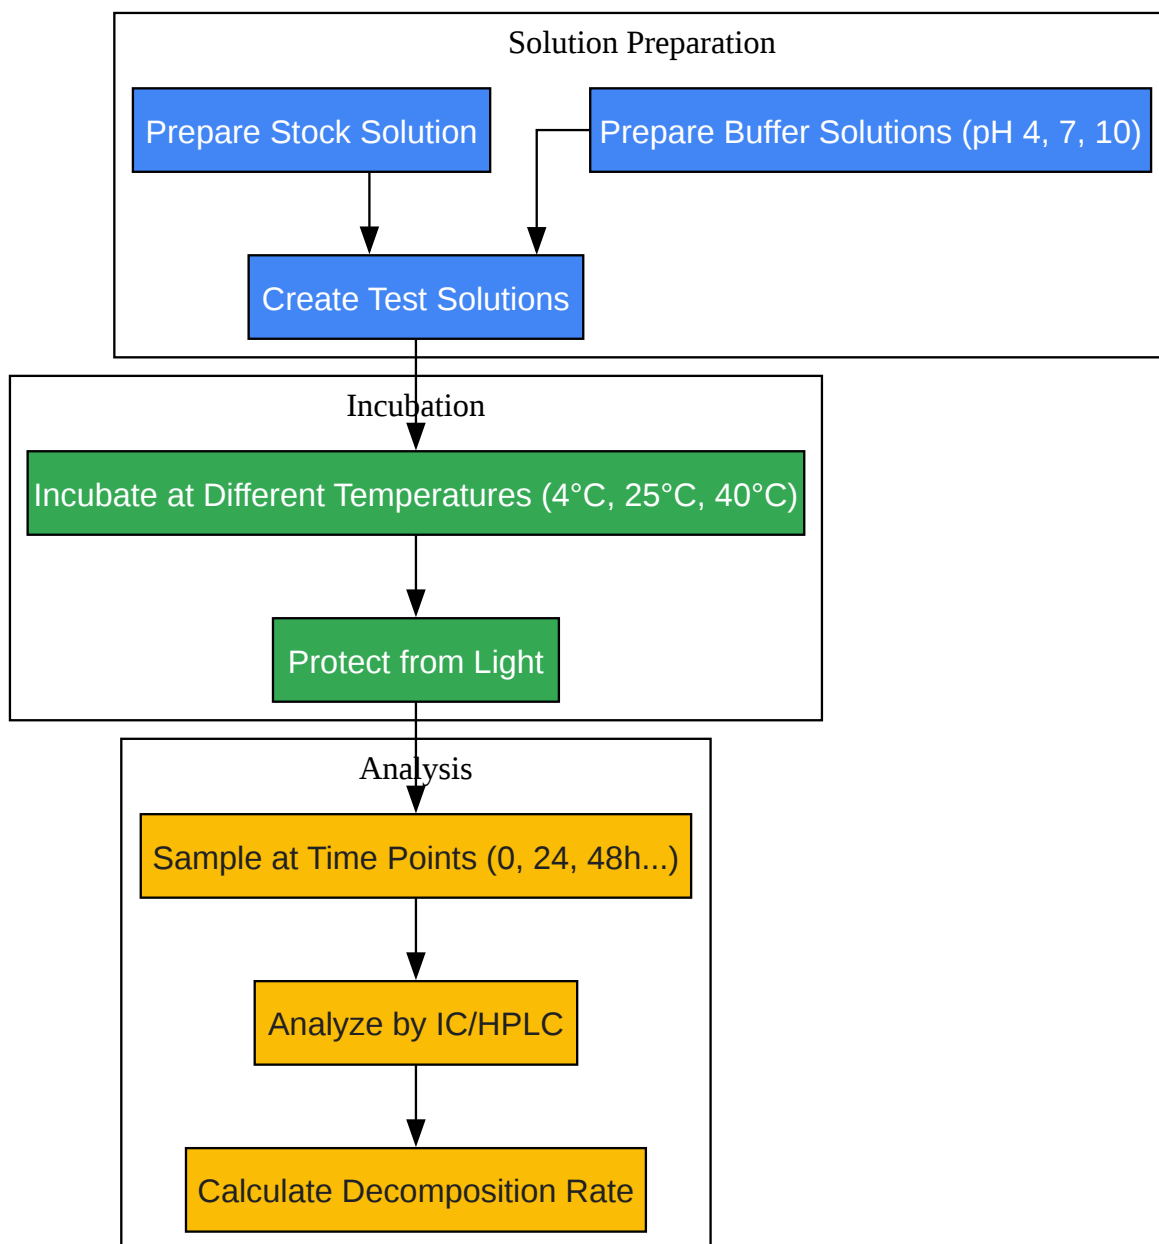 Solution Preparation
Prepare Stock Solution
Prepare Buffer Solutions (pH 4, 7, 10)
Create Test Solutions
Incubation
Incubate at Different Temperatures (4°C, 25°C, 40°C)
Protect from Light
Analysis
Sample at Time Points (0, 24, 48h...)
Analyze by IC/HPLC
Calculate Decomposition Rate